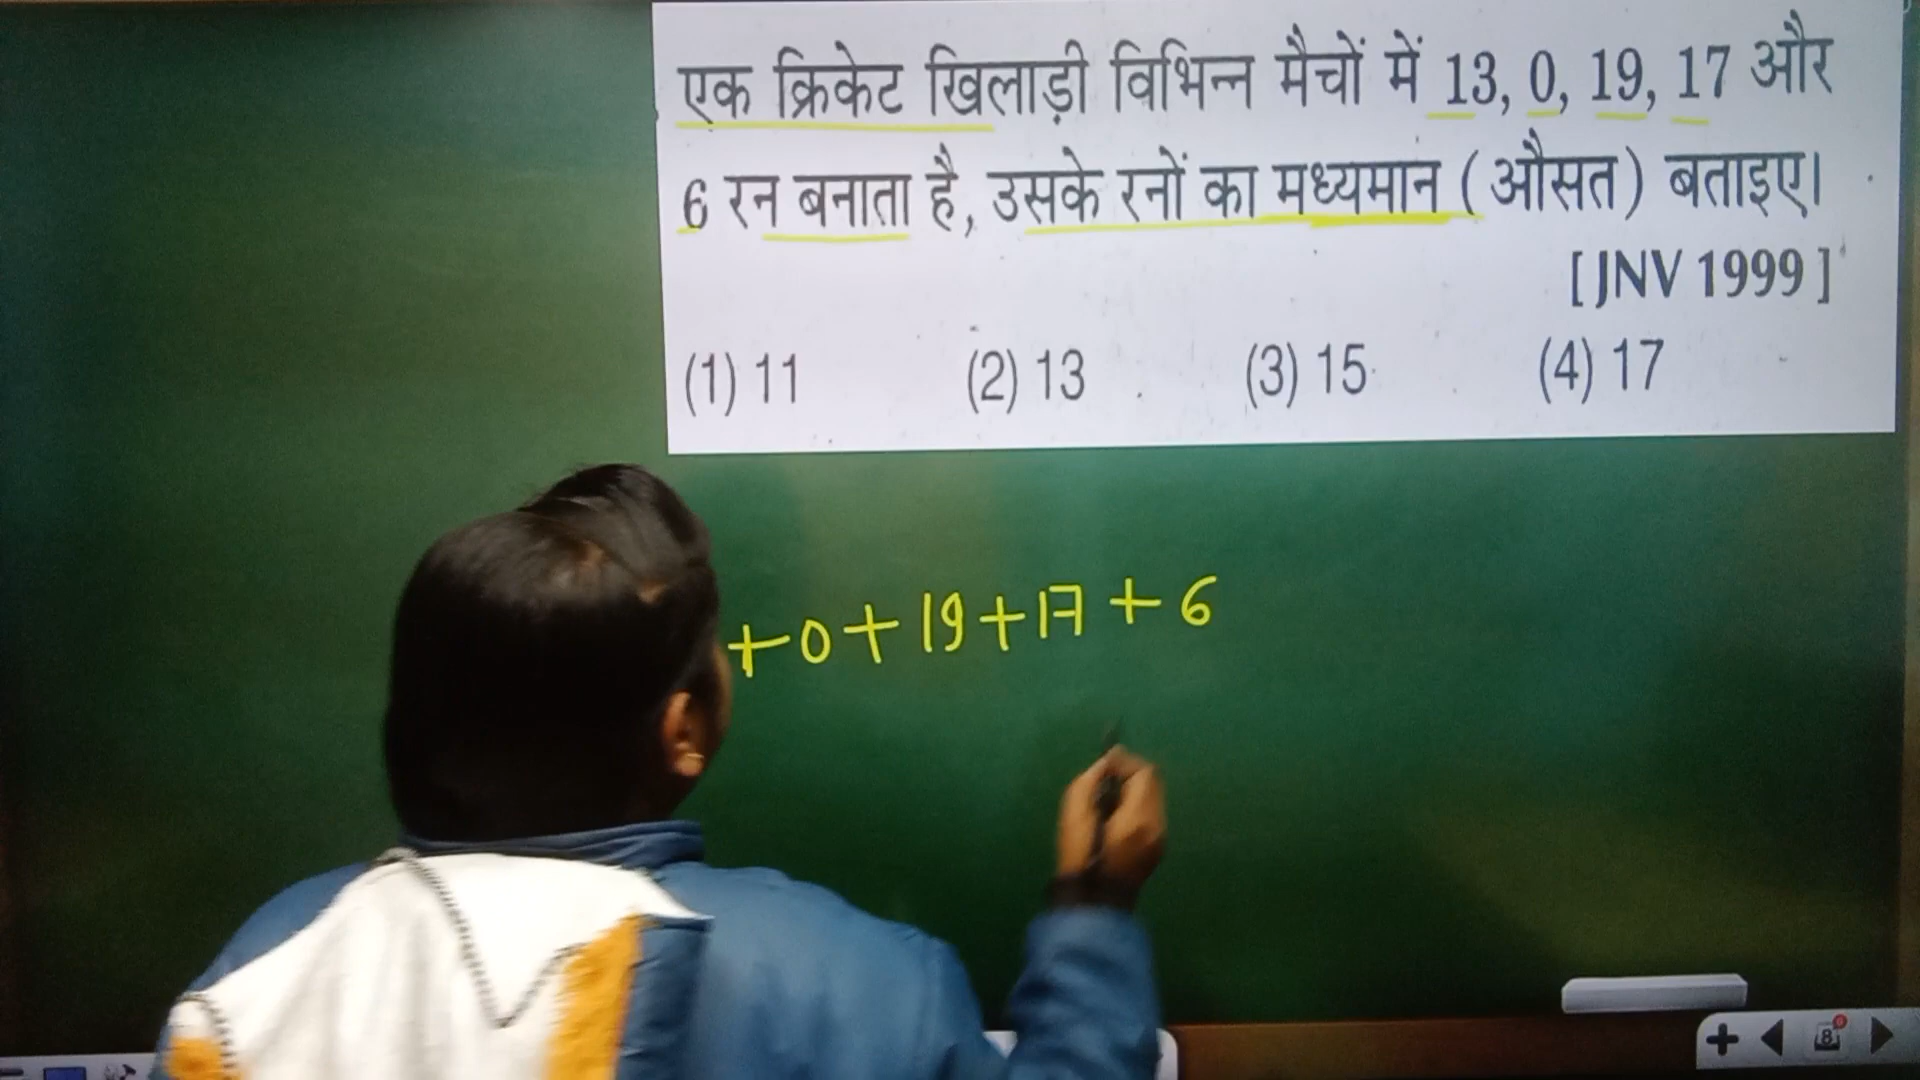 एक क्रिकेट खिलाड़ी विभिन्न मैचों में 13, 0, 19, 17 और
6 रन बनाता है, उसके रनों का मध्यमान (औसत) बताइए।
[JNV 1999]
(1) 11 (2) 13 (3) 15 (4) 17
+0+19+17+6
8